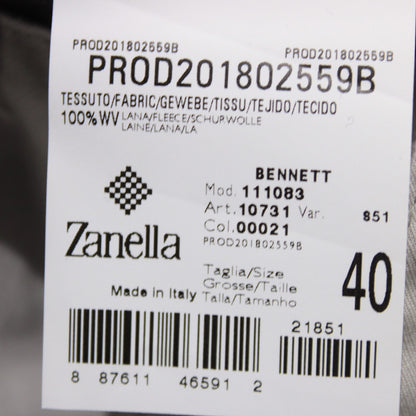 PROD201802559B PROD201802559B
PROD201802559B
TESSUTO/FABRIC/GEWEBE/TISSU/TEJIDO/TECIDO
100%WV LANA/FLEECE/SCHURWOLLE
LAINE/LANA/LA
BENNETT
Mod. 111083
Art. 10731 Var. 851
Col. 00021
PROD201802559B
Zanella
Taglia/Size
Grosse/Taille
Talla/Tamanho
40
Made in Italy
21851
8 87611 46591 2